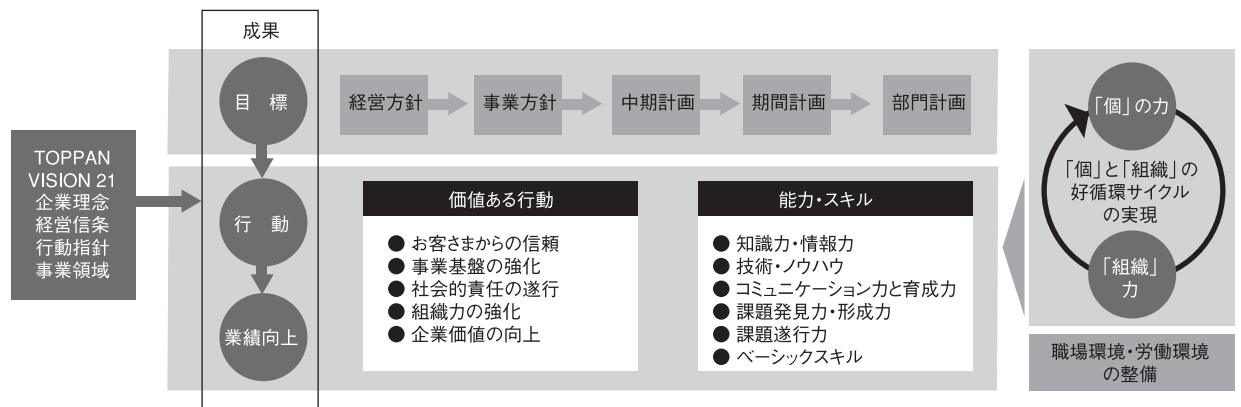 TOPPAN
VISION 21
企業理念
経営信条
行動指針
事業領域
成果
目 標
行 動
業績向上
経営方針
事業方針
中期計画
期間計画
部門計画
価値ある行動
● お客さまからの信頼
● 事業基盤の強化
● 社会的責任の遂行
● 組織力の強化
● 企業価値の向上
能力・スキル
● 知識力・情報力
● 技術・ノウハウ
● コミュニケーション力と育成力
● 課題発見力・形成力
● 課題遂行力
● ベーシックスキル
「個」の力
「個」と「組織」の
好循環サイクル
の実現
「組織」
力
職場環境・労働環境
の整備